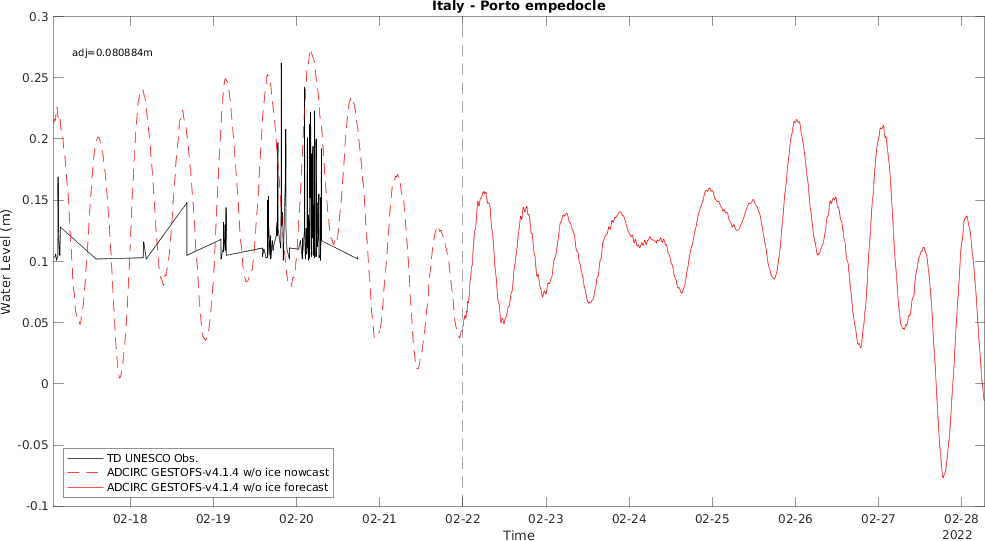 Italy - Porto empedocle
0.3
adj=0.080884m
0.25
0.2
0.15
0.1
0.05
0
-0.05
-0.1
Water Level (m)
TD UNESCO Obs.
ADCIRC GESTOFS-v4.1.4 w/o ice nowcast
ADCIRC GESTOFS-v4.1.4 w/o ice forecast
02-18 02-19 02-20 02-21 02-22 02-23 02-24 02-25 02-26 02-27 02-28
Time
2022